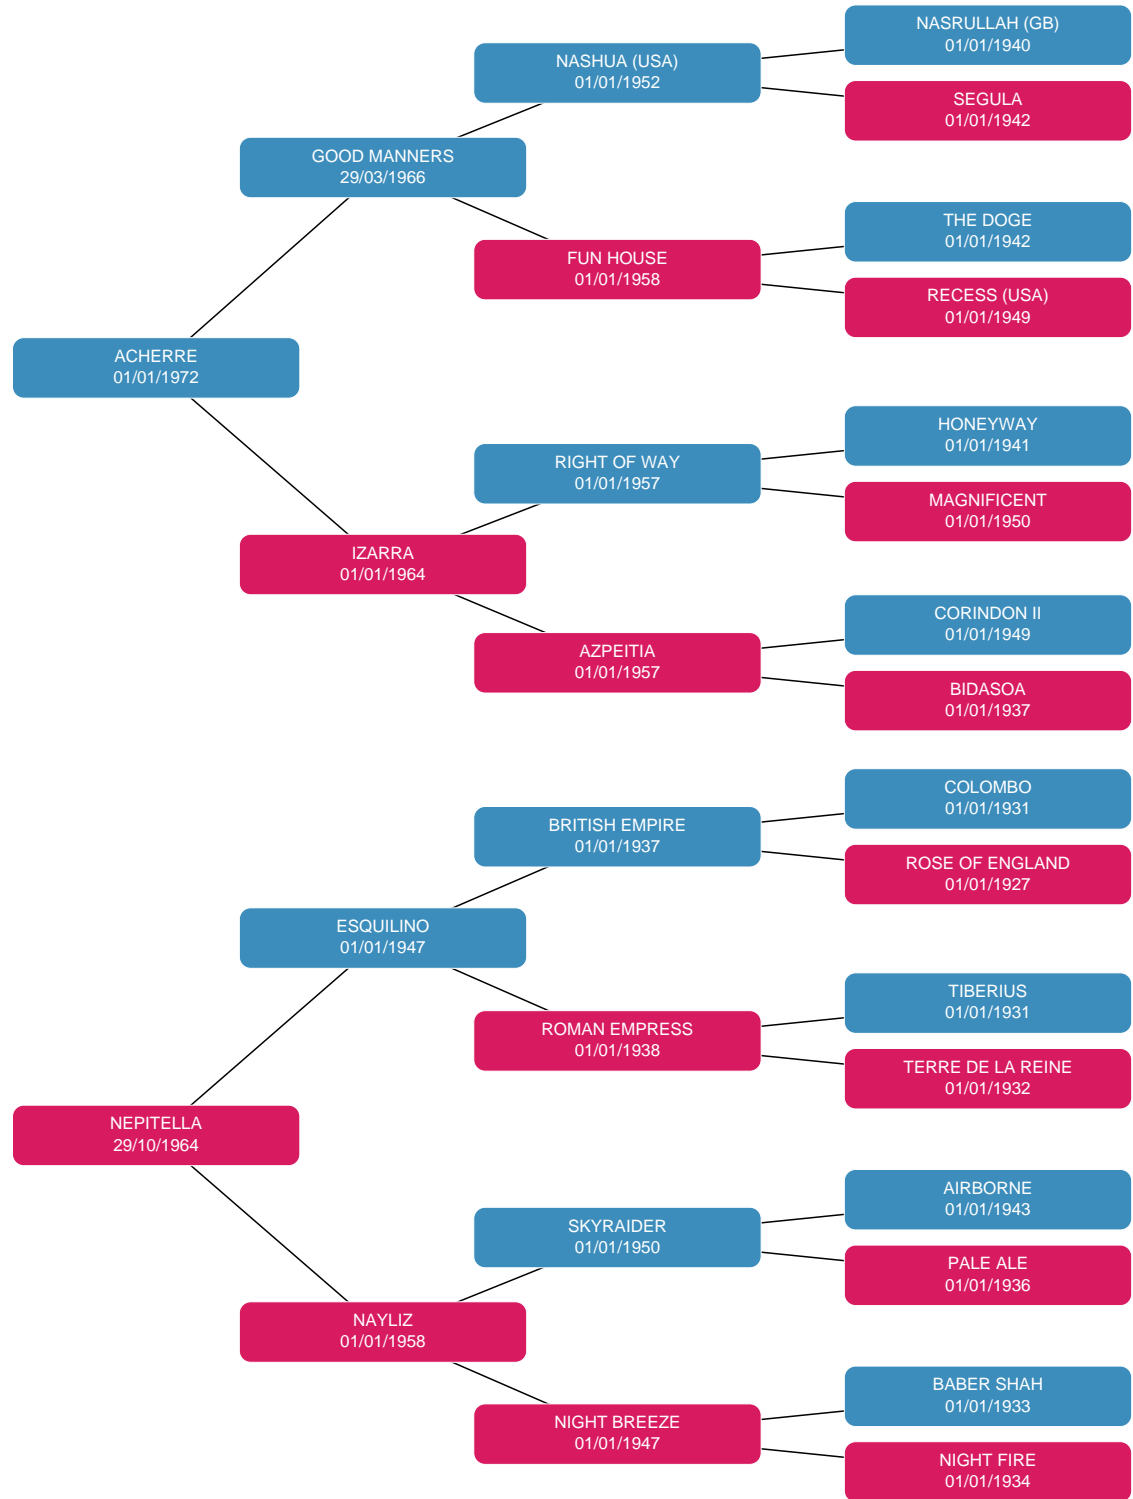 NASRULLAH (GB)
01/01/1940
NASHUA (USA)
01/01/1952
SEGULA
01/01/1942
GOOD MANNERS
29/03/1966
THE DOGE
01/01/1942
FUN HOUSE
01/01/1958
RECESS (USA)
01/01/1949
ACHERRE
01/01/1972
HONEYWAY
01/01/1941
RIGHT OF WAY
01/01/1957
MAGNIFICENT
01/01/1950
IZARRA
01/01/1964
CORINDON II
01/01/1949
AZPEITIA
01/01/1957
BIDASOA
01/01/1937
COLOMBO
01/01/1931
BRITISH EMPIRE
01/01/1937
ROSE OF ENGLAND
01/01/1927
ESQUILINO
01/01/1947
TIBERIUS
01/01/1931
ROMAN EMPRESS
01/01/1938
TERRE DE LA REINE
01/01/1932
NEPITELLA
29/10/1964
AIRBORNE
01/01/1943
SKYRAIDER
01/01/1950
PALE ALE
01/01/1936
NAYLIZ
01/01/1958
BABER SHAH
01/01/1933
NIGHT BREEZE
01/01/1947
NIGHT FIRE
01/01/1934